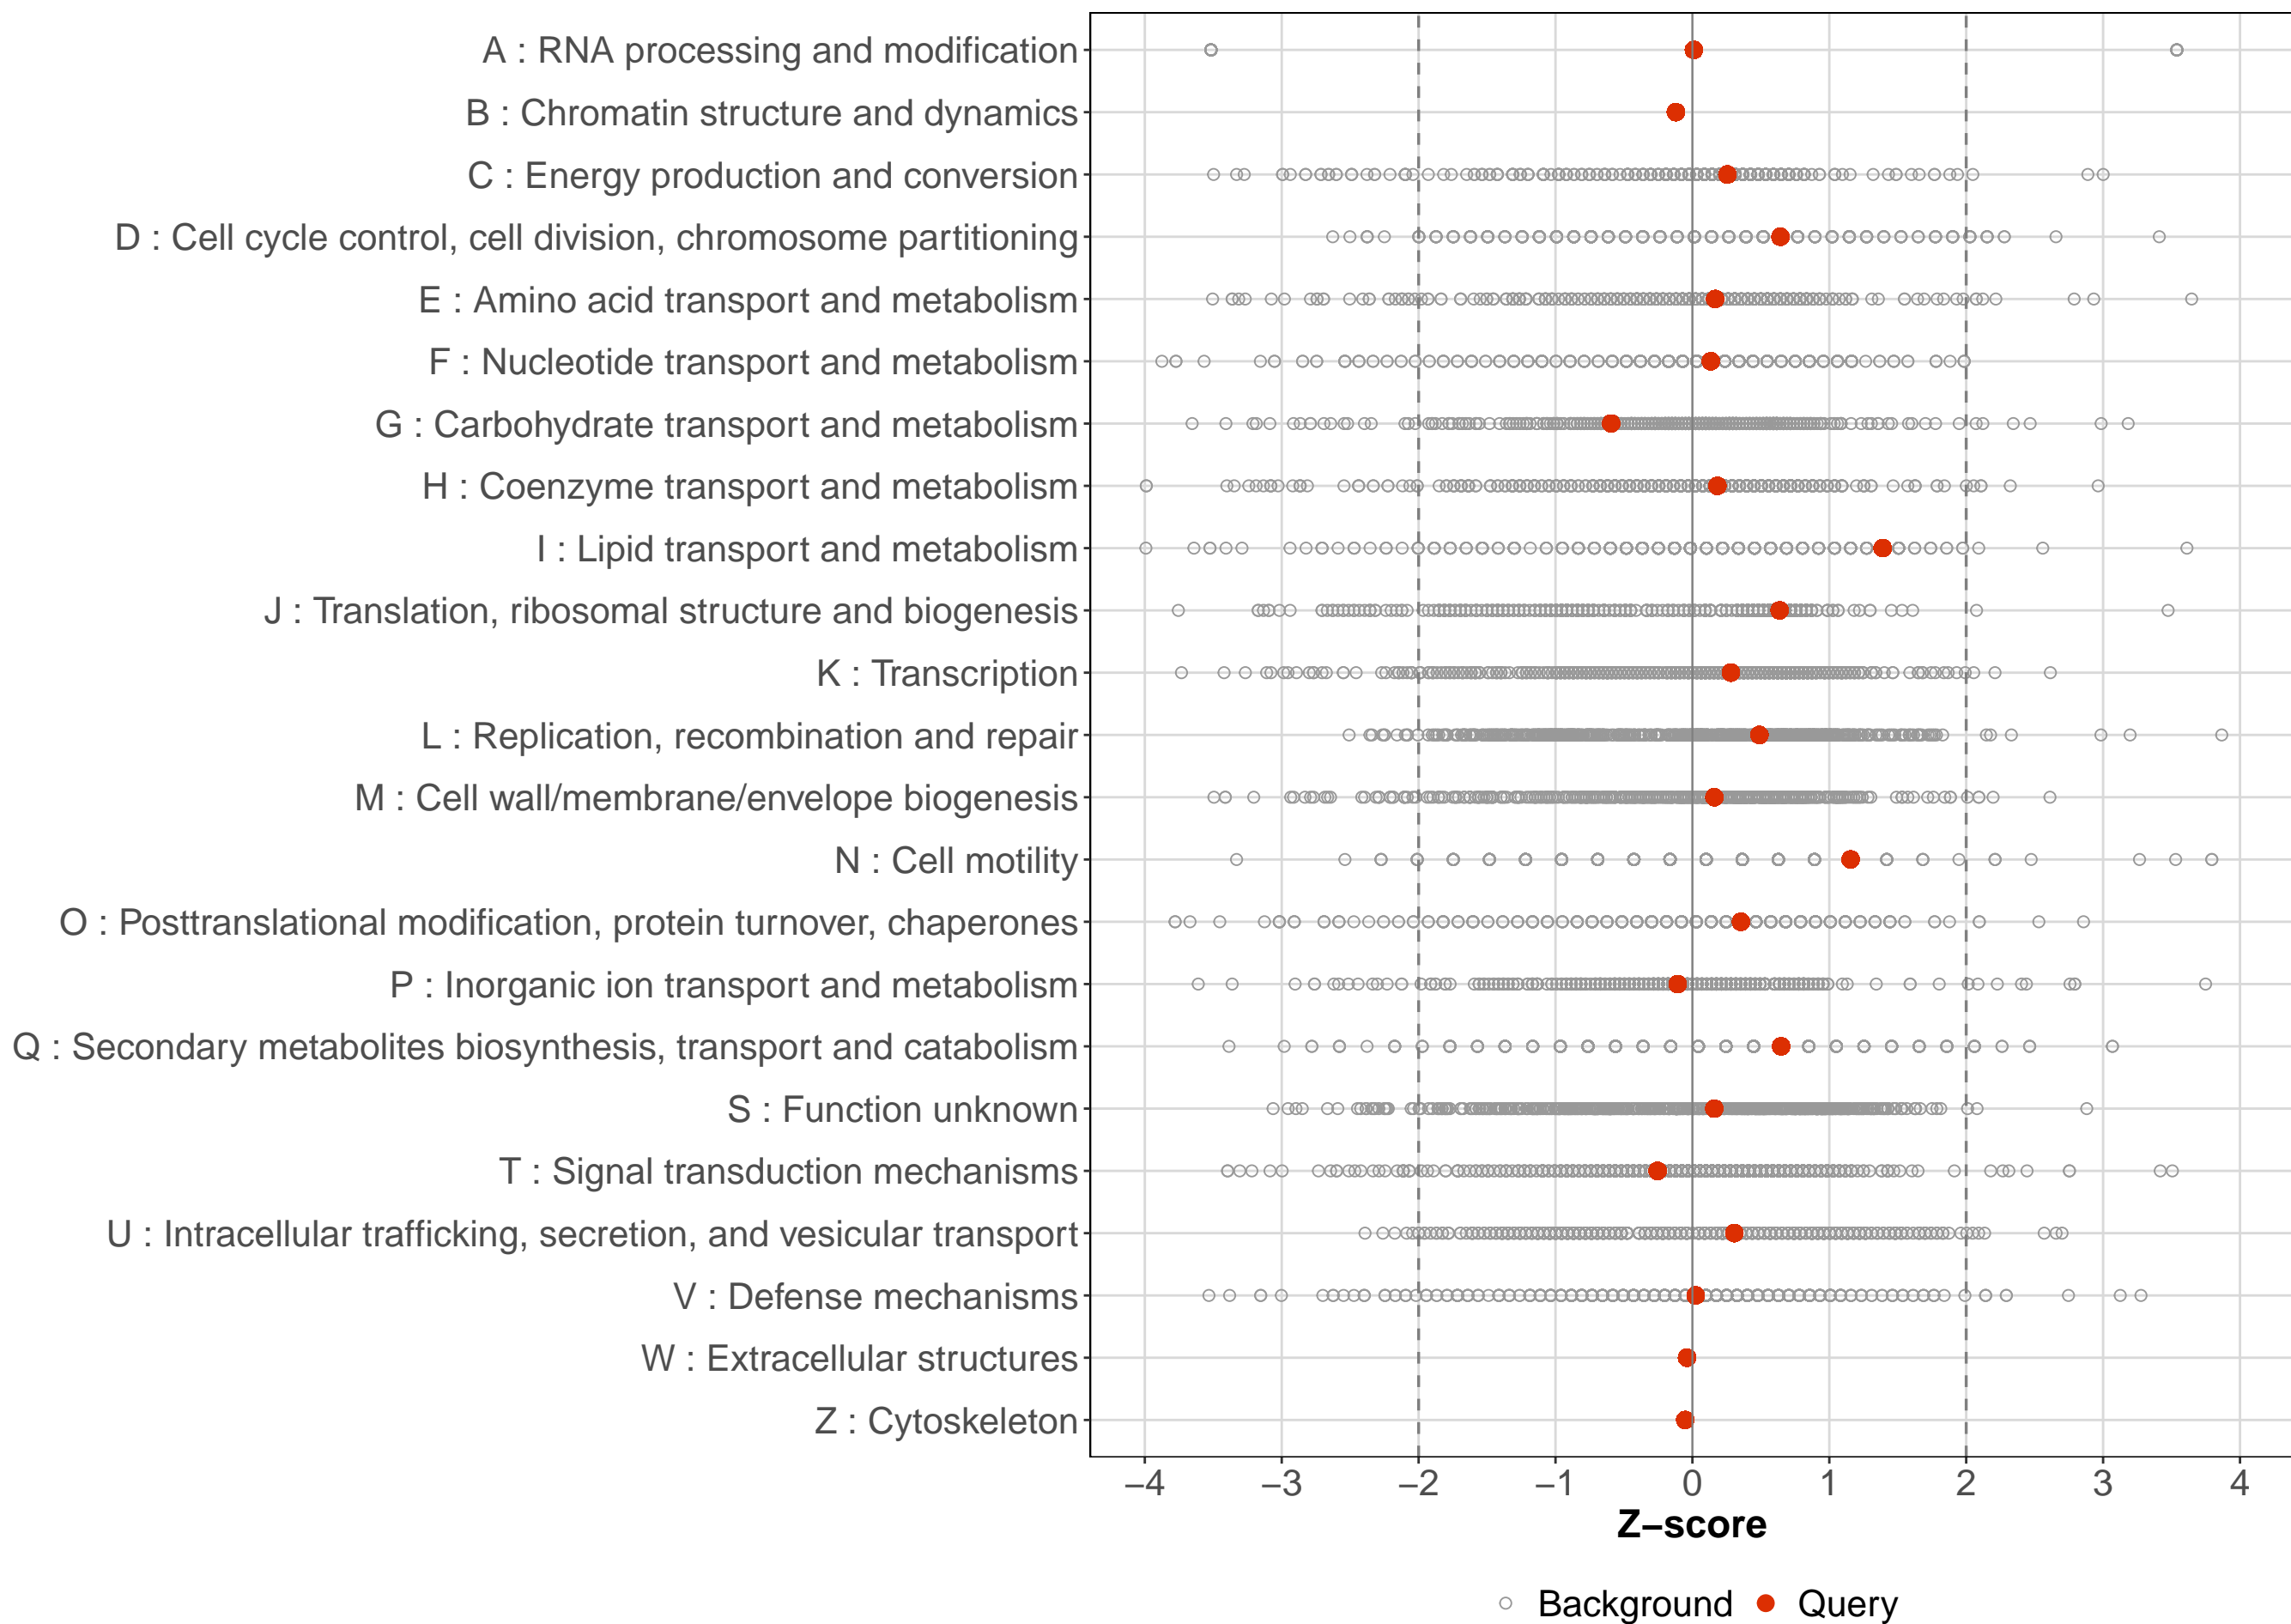 A : RNA processing and modification
B : Chromatin structure and dynamics
C : Energy production and conversion
D : Cell cycle control, cell division, chromosome partitioning
E : Amino acid transport and metabolism
F : Nucleotide transport and metabolism
G : Carbohydrate transport and metabolism
H : Coenzyme transport and metabolism
I : Lipid transport and metabolism
J : Translation, ribosomal structure and biogenesis
K : Transcription
L : Replication, recombination and repair
M : Cell wall/membrane/envelope biogenesis
N : Cell motility
O : Posttranslational modification, protein turnover, chaperones
P : Inorganic ion transport and metabolism
Q : Secondary metabolites biosynthesis, transport and catabolism
S : Function unknown
T : Signal transduction mechanisms
U : Intracellular trafficking, secretion, and vesicular transport
V : Defense mechanisms
W : Extracellular structures
Z : Cytoskeleton
−4 −3 −2 −1 0 1 2 3 4
Z−score
Background Query